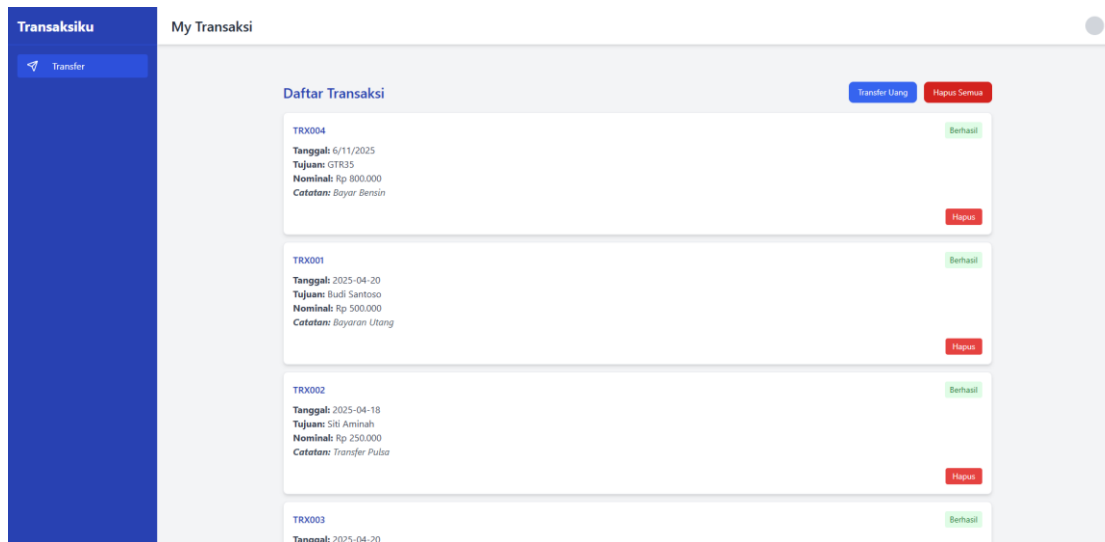 Transaksiku
My Transaksi
Transfer
Daftar Transaksi
Transfer Uang
Hapus Semua
TRX004
Berhasil
Tanggal: 6/11/2025
Tujuan: GTR35
Nominal: Rp 800.000
Catatan: Bayar Bensin
Hapus
TRX001
Berhasil
Tanggal: 2025-04-20
Tujuan: Budi Santoso
Nominal: Rp 500.000
Catatan: Bayaran Utang
Hapus
TRX002
Berhasil
Tanggal: 2025-04-18
Tujuan: Siti Aminah
Nominal: Rp 250.000
Catatan: Transfer Pulsa
Hapus
TRX003
Berhasil
Tanggal: 2025-04-20